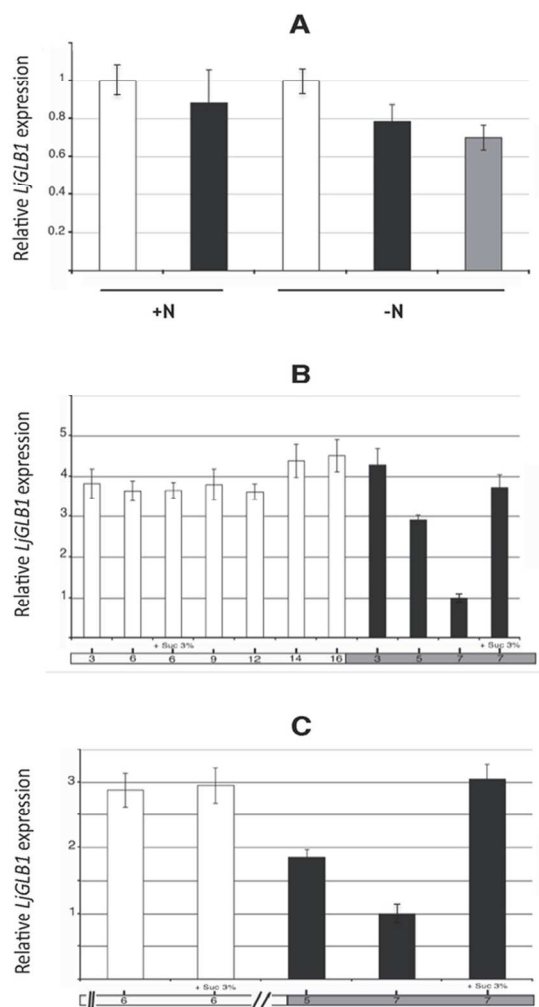 A
Relative LjGLB1 expression
1
0.8
0.6
0.4
0.2
+N
-N
B
Relative LjGLB1 expression
5
4
3
2
1
+ Suc 3%
+ Suc 3%
3 6 6 9 12 14 16 3 5 7 7
C
Relative LjGLB1 expression
3
2
1
+ Suc 3%
+ Suc 3%
6 6 5 7 7